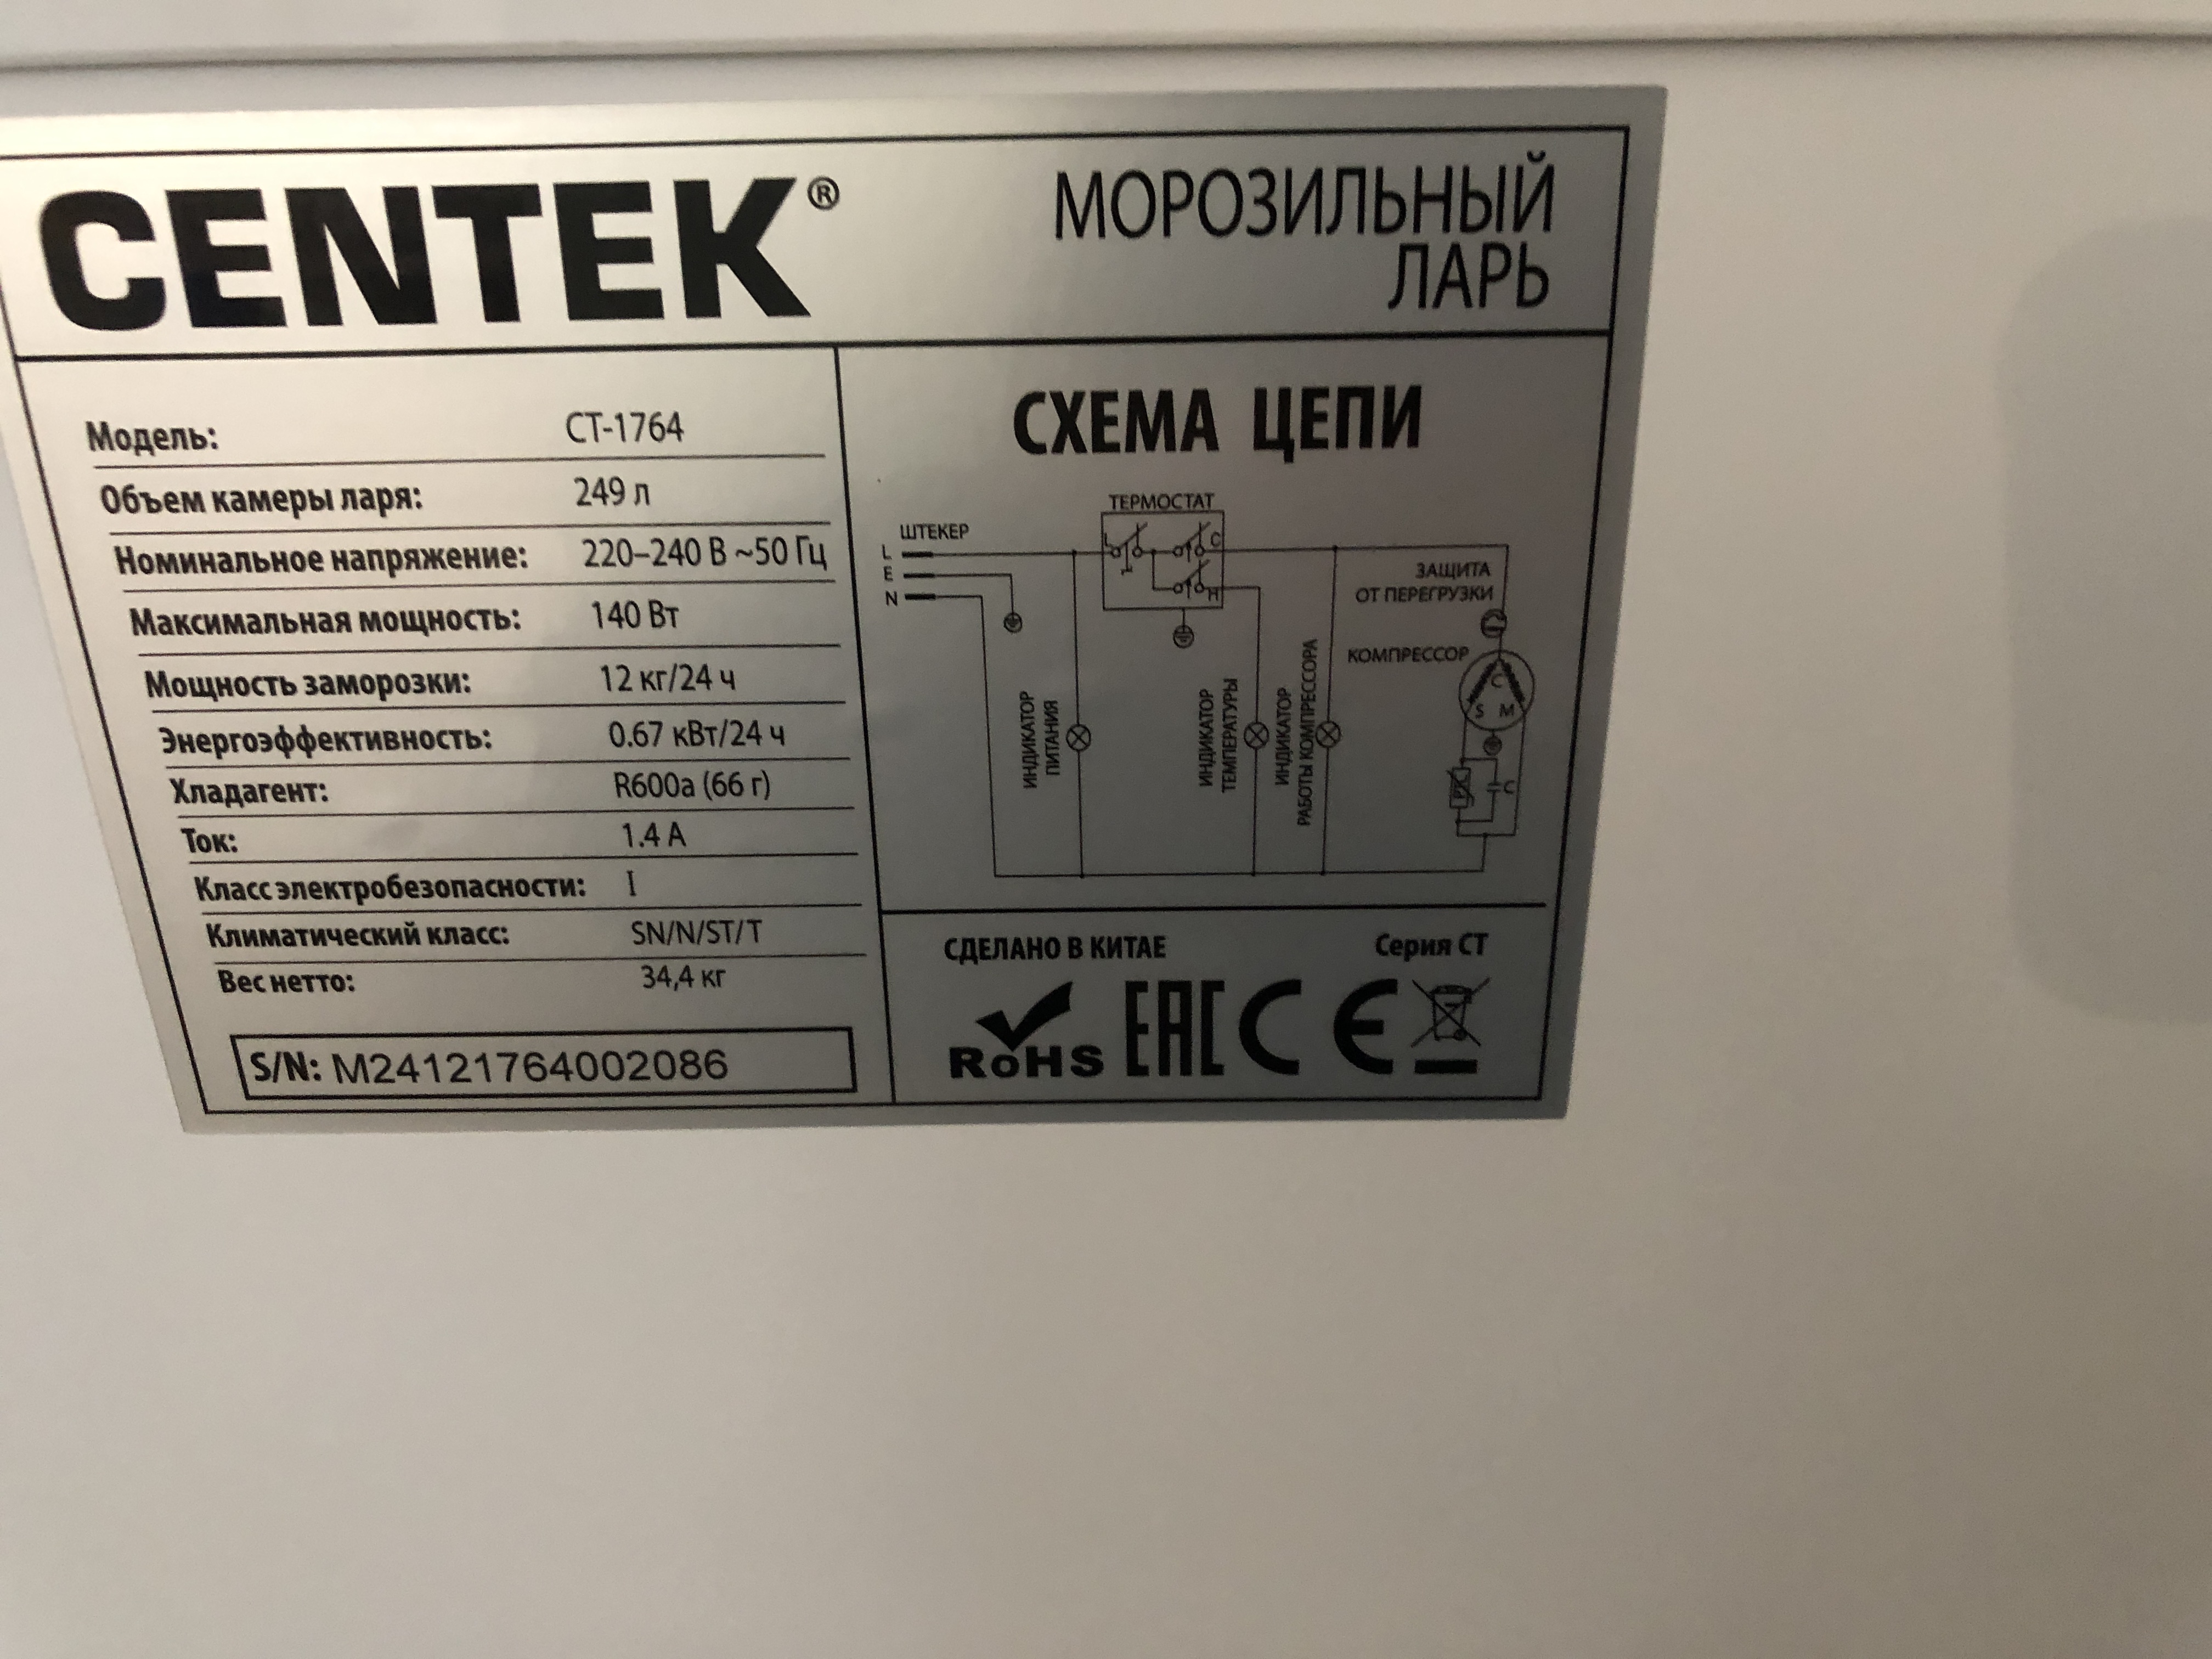 CENTEK®
МОРОЗИЛЬНЫЙ
ЛАРЬ
Модель: CT-1764
Объем камеры ларя: 249 л
Номинальное напряжение: 220–240 В ~50 Гц
Максимальная мощность: 140 Вт
Мощность заморозки: 12 кг/24 ч
Энергоэффективность: 0.67 кВт/24 ч
Хладагент: R600a (66 г)
Ток: 1.4 А
Класс электробезопасности: I
Климатический класс: SN/N/ST/T
Вес нетто: 34,4 кг
S/N: M24121764002086
СХЕМА ЦЕПИ
ТЕРМОСТАТ
ШТЕКЕР
L
E
N
L
C
H
ЗАЩИТА
ОТ ПЕРЕГРУЗКИ
КОМПРЕССОР
C
S M
C
ИНДИКАТОР
ПИТАНИЯ
ИНДИКАТОР
ТЕМПЕРАТУРЫ
ИНДИКАТОР
РАБОТЫ КОМПРЕССОРА
СДЕЛАНО В КИТАЕ
Серия СТ
RoHS EAC CE